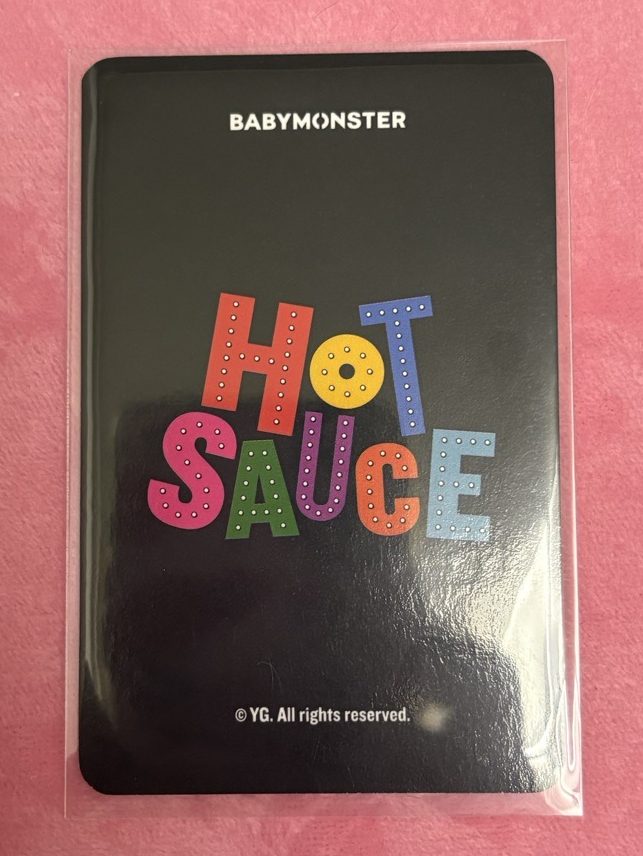 BABYMONSTER
HOT
SAUCE
© YG. All rights reserved.